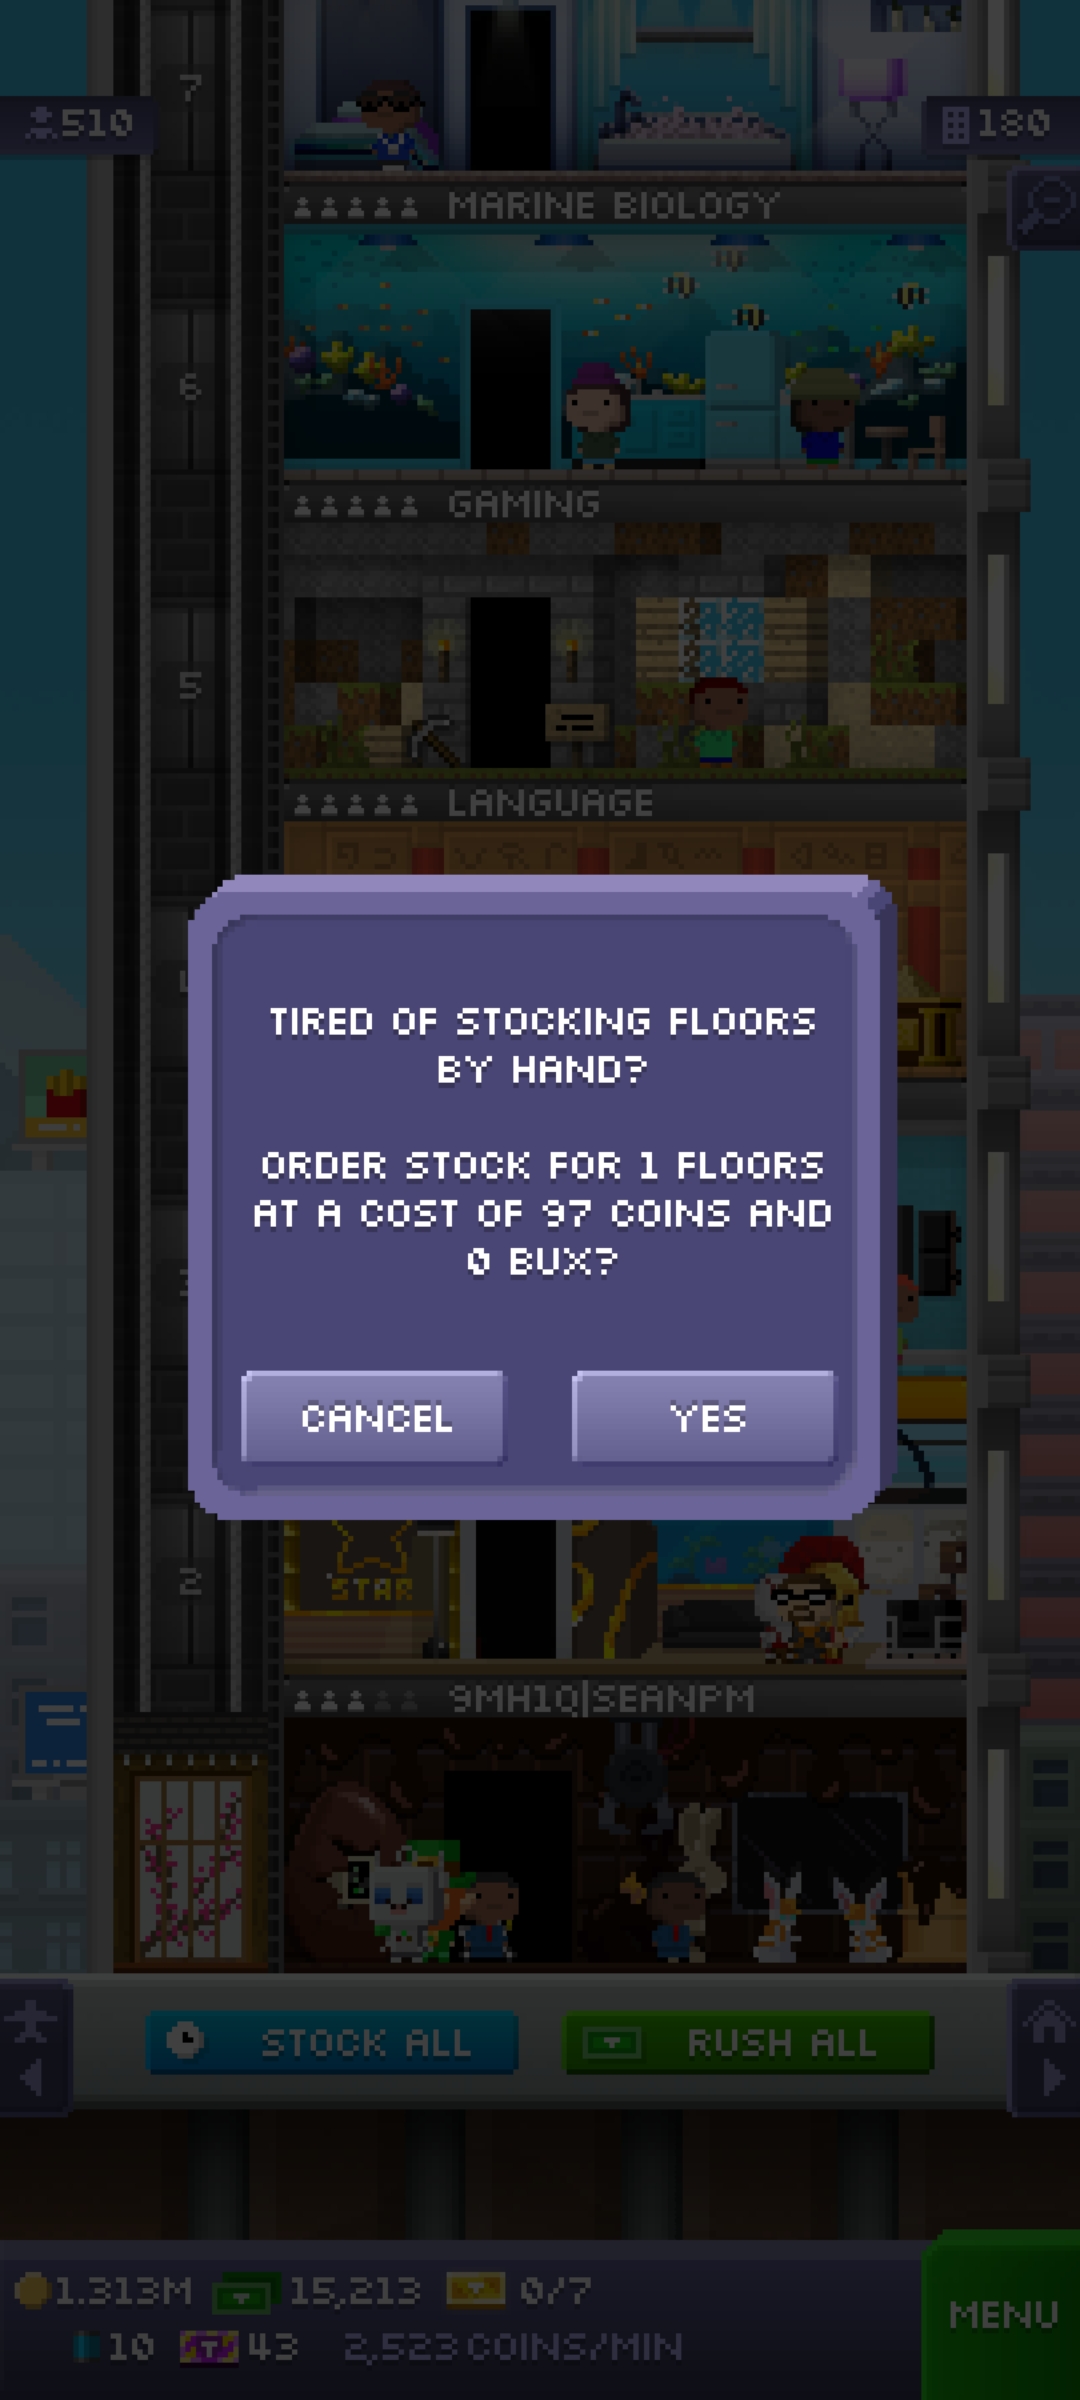 7
510
180
MARINE BIOLOGY
6
GAMING
5
LANGUAGE
TIRED OF STOCKING FLOORS
BY HAND?
ORDER STOCK FOR 1 FLOORS
AT A COST OF 97 COINS AND
0 BUX?
CANCEL
YES
2
STAR
9MH1Q|SEANPM
STOCK ALL
RUSH ALL
1.313M 15,213 0/7
10 43 2,523 COINS/MIN
MENU